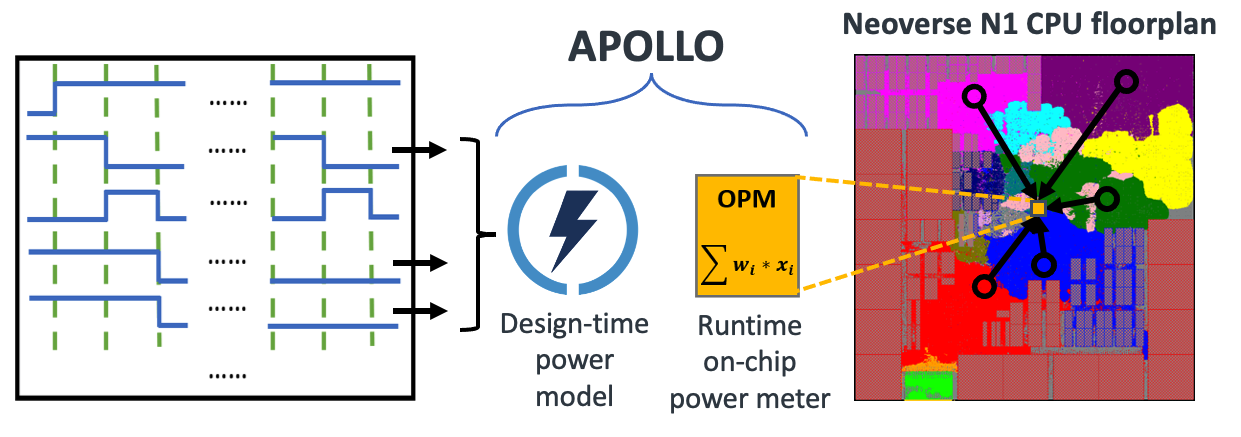 APOLLO
Neoverse N1 CPU floorplan
......
......
......
......
......
......
OPM
∑ wᵢ * xᵢ
Design-time
power
model
Runtime
on-chip
power meter